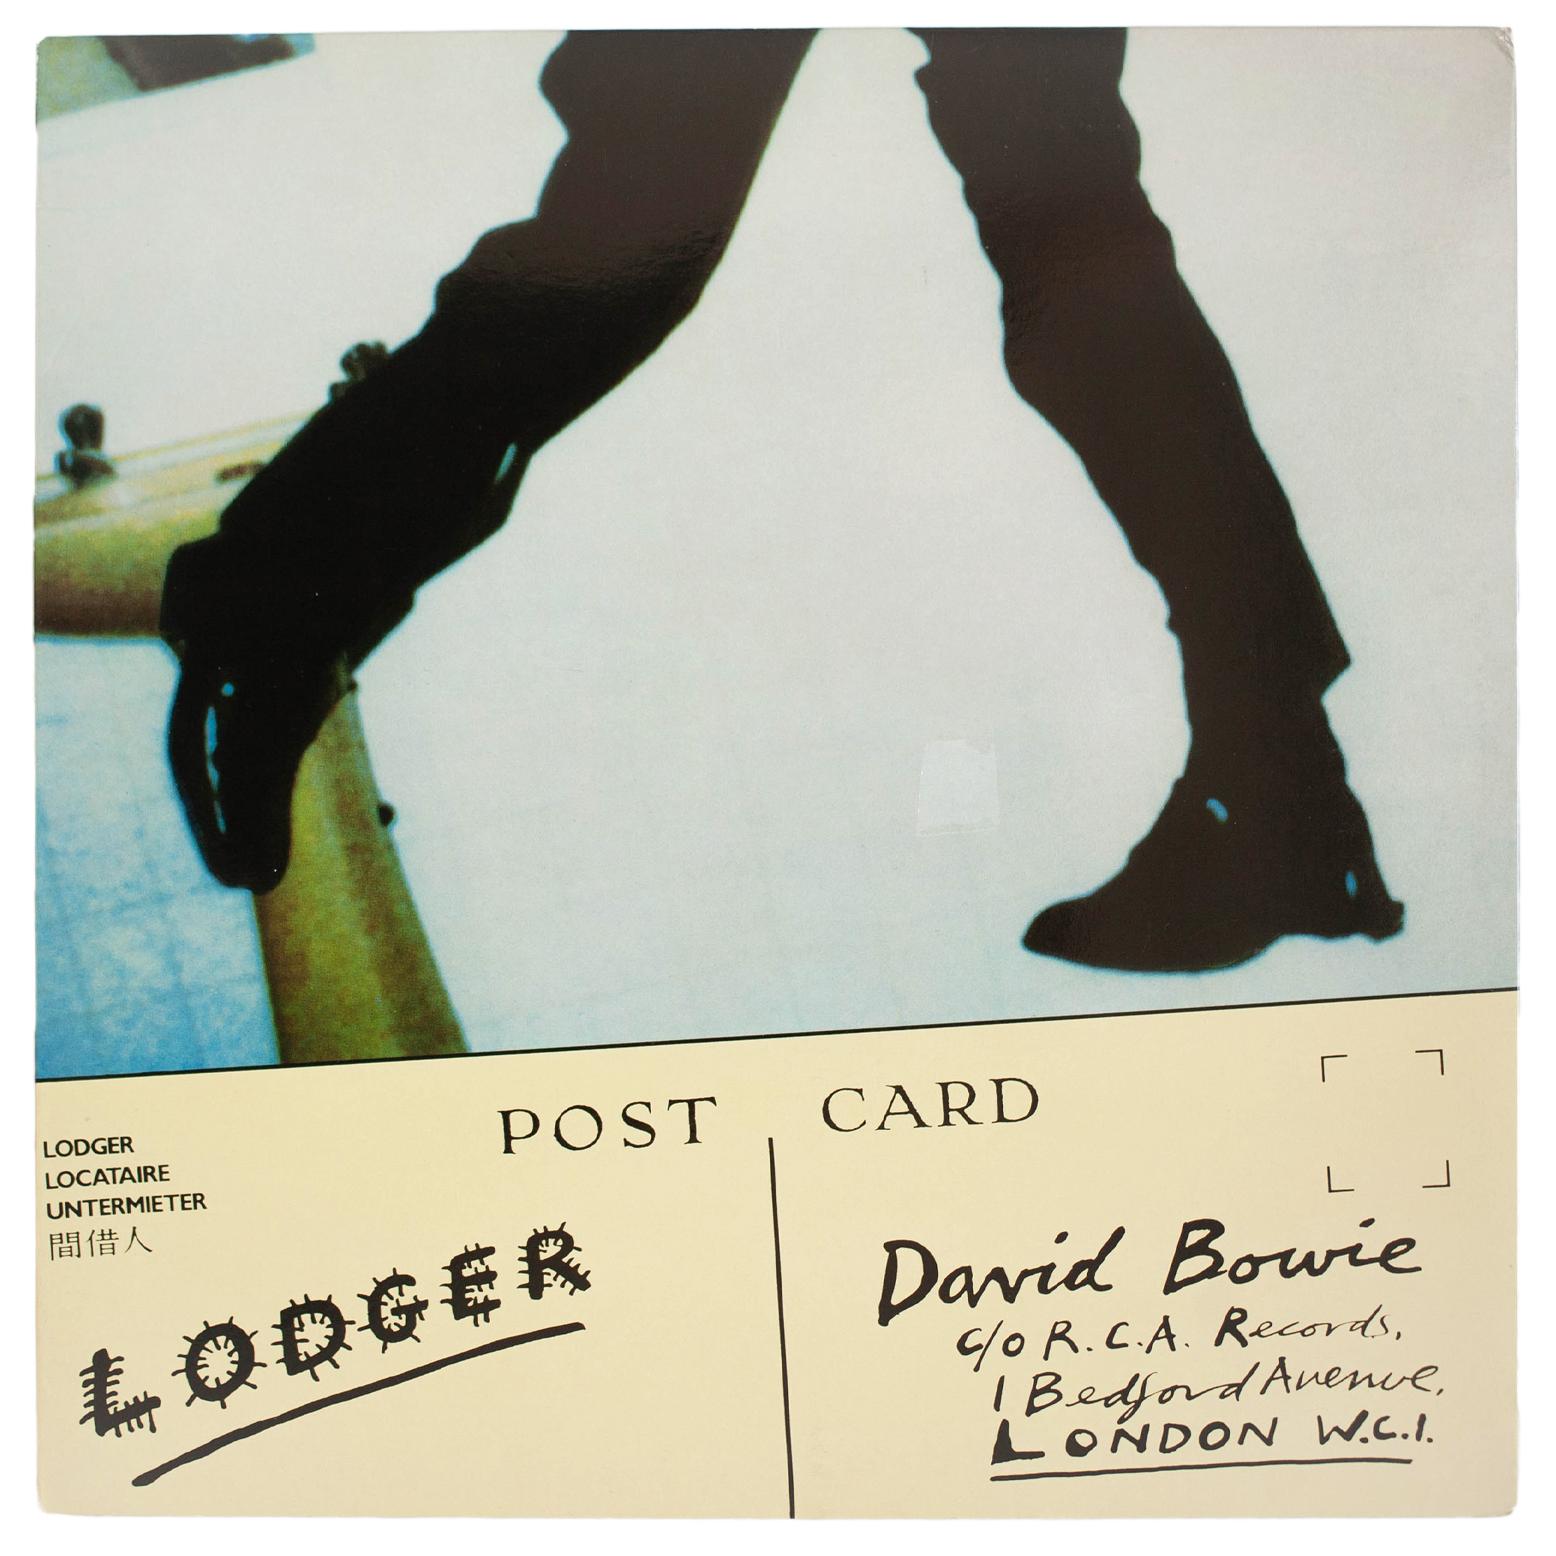 POST CARD
LODGER
LOCATAIRE
UNTERMIETER
間借人
LODGER
David Bowie
c/o R.C.A. Records,
1 Bedford Avenue,
LONDON W.C.1.